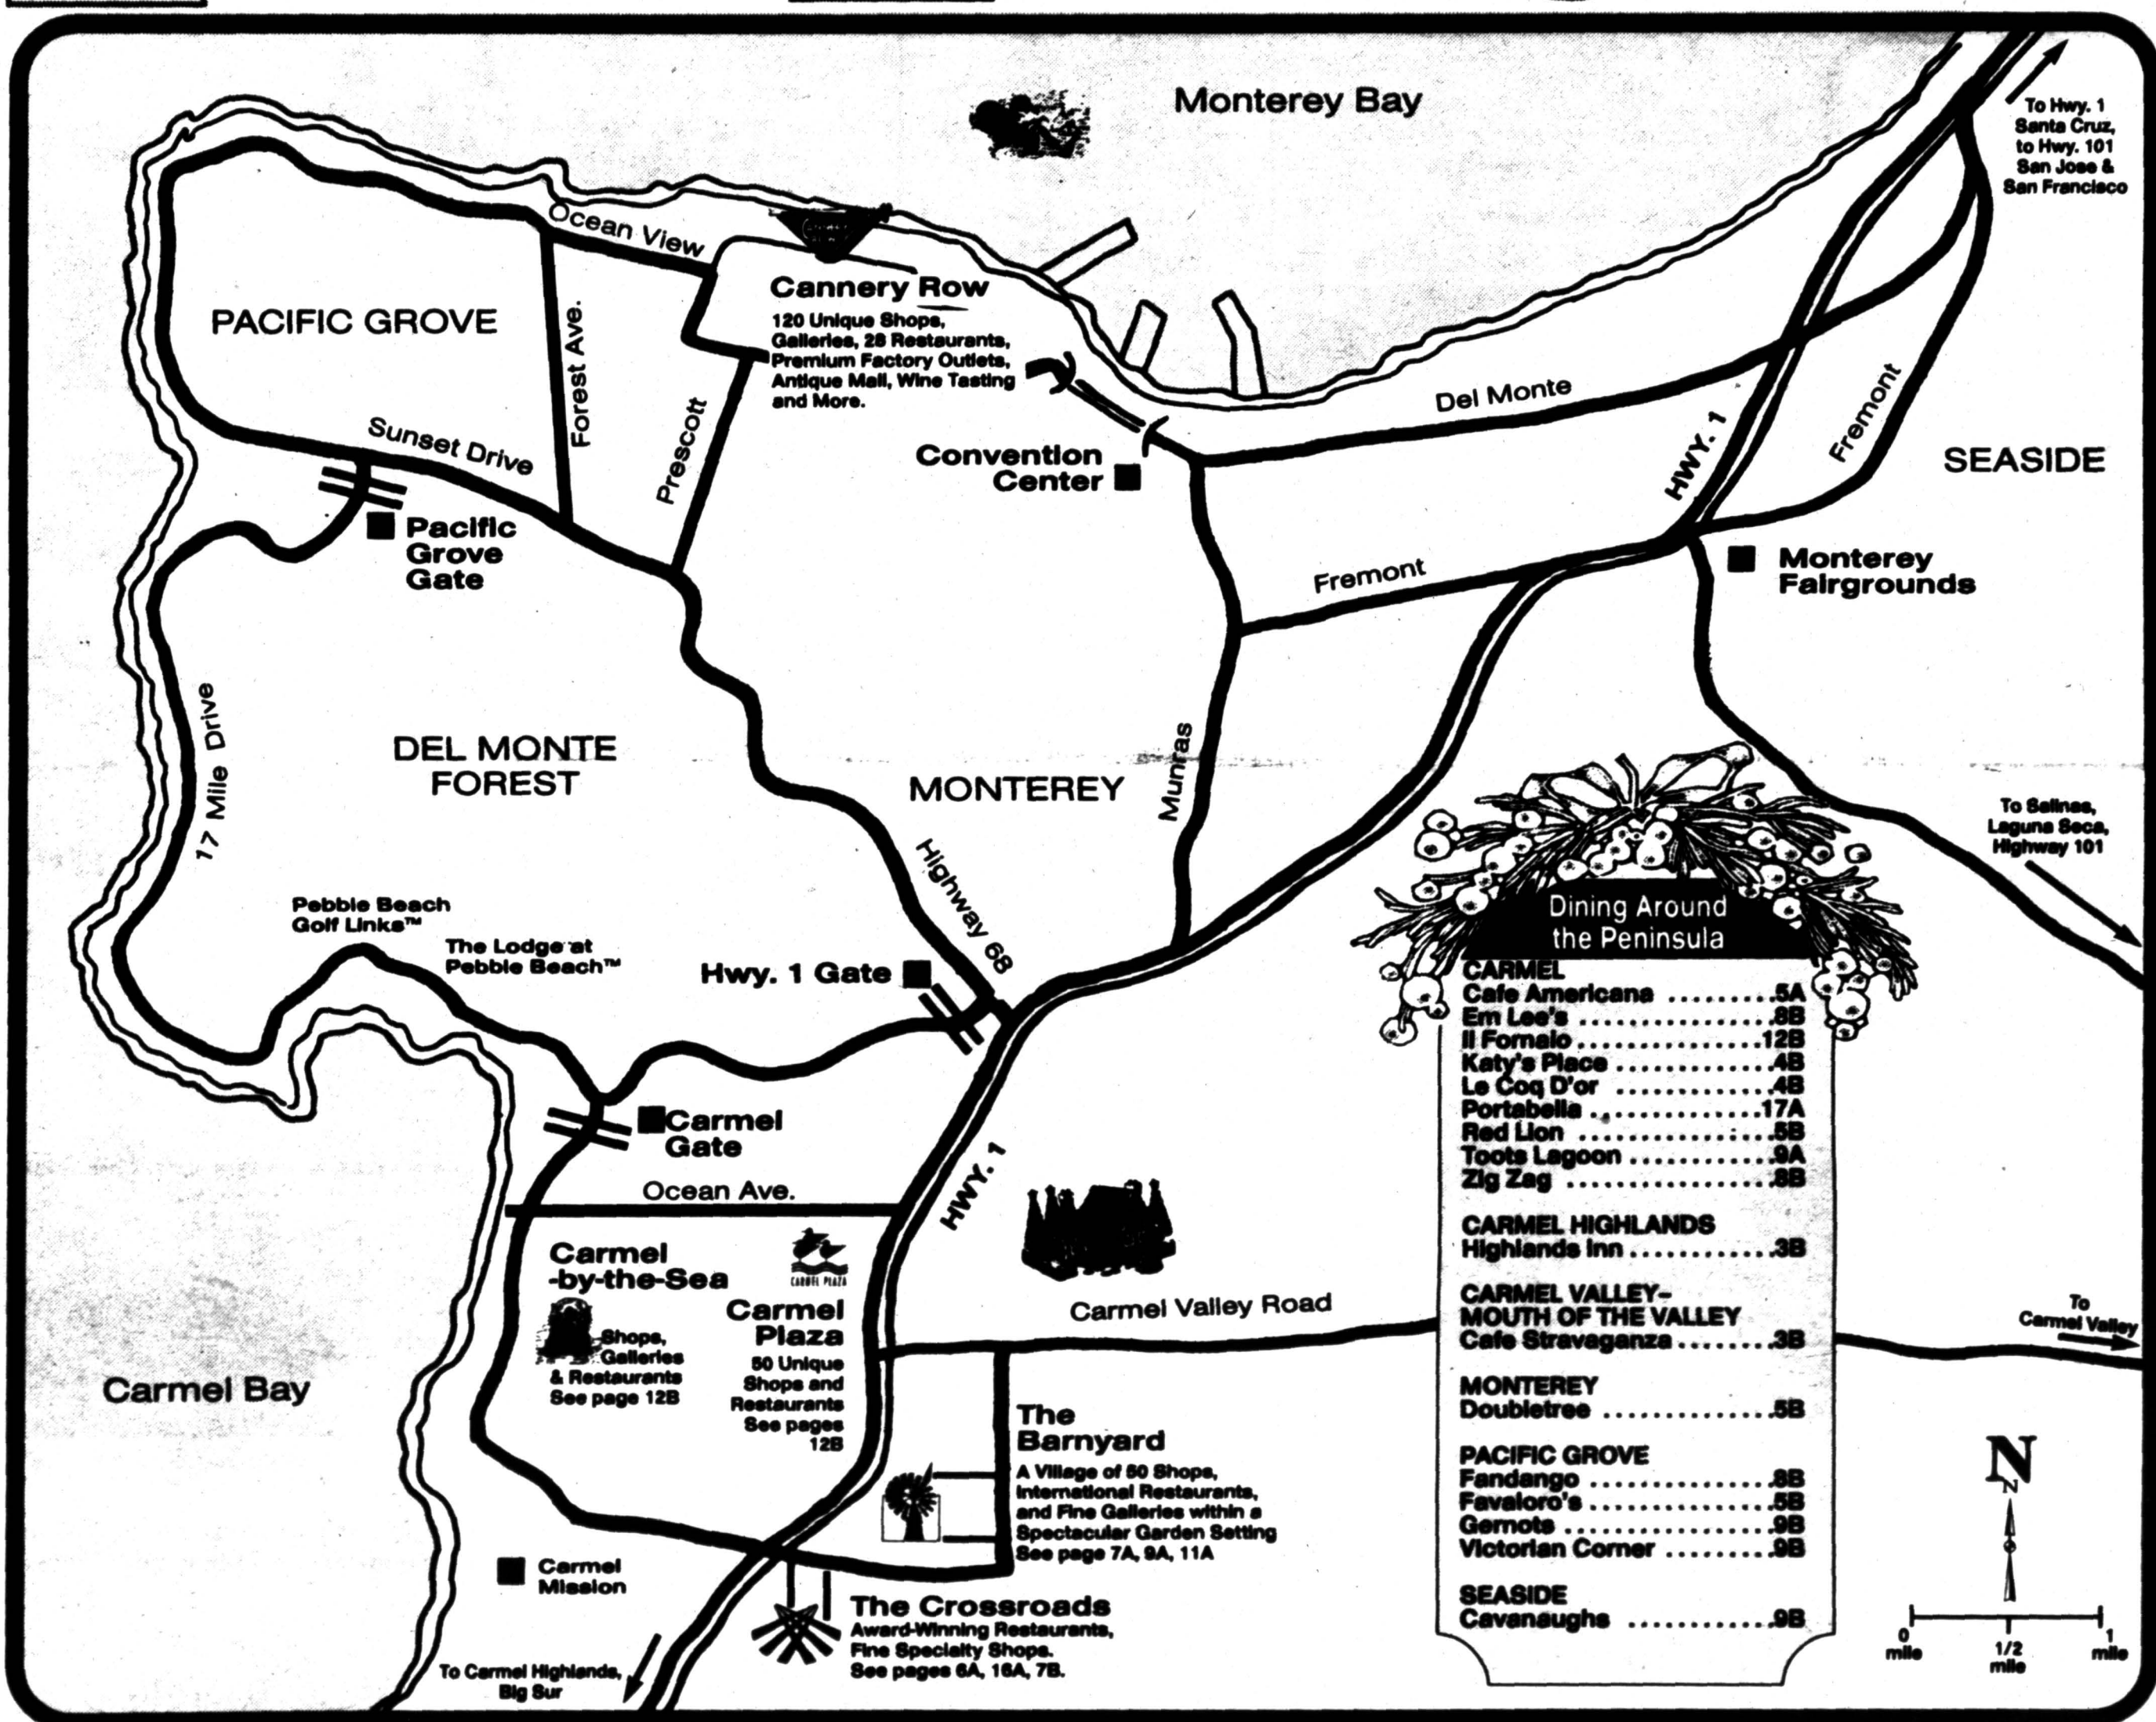 Monterey Bay
To Hwy. 1
Santa Cruz,
to Hwy. 101
San Jose &
San Francisco
Ocean View
PACIFIC GROVE
Forest Ave.
Cannery Row
120 Unique Shops,
Galleries, 28 Restaurants,
Premium Factory Outlets,
Antique Mall, Wine Tasting
and More.
Prescott
Sunset Drive
Del Monte
HWY. 1
Fremont
SEASIDE
Convention
Center
Pacific
Grove
Gate
Fremont
Monterey
Fairgrounds
17 Mile Drive
DEL MONTE
FOREST
MONTEREY
Munras
Highway 68
To Salinas,
Laguna Seca,
Highway 101
Pebble Beach
Golf Links™
The Lodge at
Pebble Beach™
Hwy. 1 Gate
Carmel
Gate
Ocean Ave.
HWY. 1
Carmel
-by-the-Sea
Shops,
Galleries
& Restaurants
See page 12B
CARMEL PLAZA
Carmel
Plaza
50 Unique
Shops and
Restaurants
See pages
12B
Carmel Valley Road
To
Carmel Valley
Carmel Bay
The
Barnyard
A Village of 50 Shops,
International Restaurants,
and Fine Galleries within a
Spectacular Garden Setting
See page 7A, 9A, 11A
Carmel
Mission
The Crossroads
Award-Winning Restaurants,
Fine Specialty Shops.
See pages 6A, 16A, 7B.
To Carmel Highlands,
Big Sur
Dining Around
the Peninsula
CARMEL
Cafe Americana .........5A
Em Lee's .................8B
Il Fornaio................12B
Katy's Place ..............4B
Le Coq D'or ..............4B
Portabella ...............17A
Red Lion .................5B
Toots Lagoon .............9A
Zig Zag ..................8B
CARMEL HIGHLANDS
Highlands Inn .............3B
CARMEL VALLEY–
MOUTH OF THE VALLEY
Cafe Stravaganza ........3B
MONTEREY
Doubletree ...............5B
PACIFIC GROVE
Fandango ................8B
Favaloro's ................5B
Gernots ..................9B
Victorian Corner .........9B
SEASIDE
Cavanaughs .............9B
N
N
0
mile
1/2
mile
1
mile